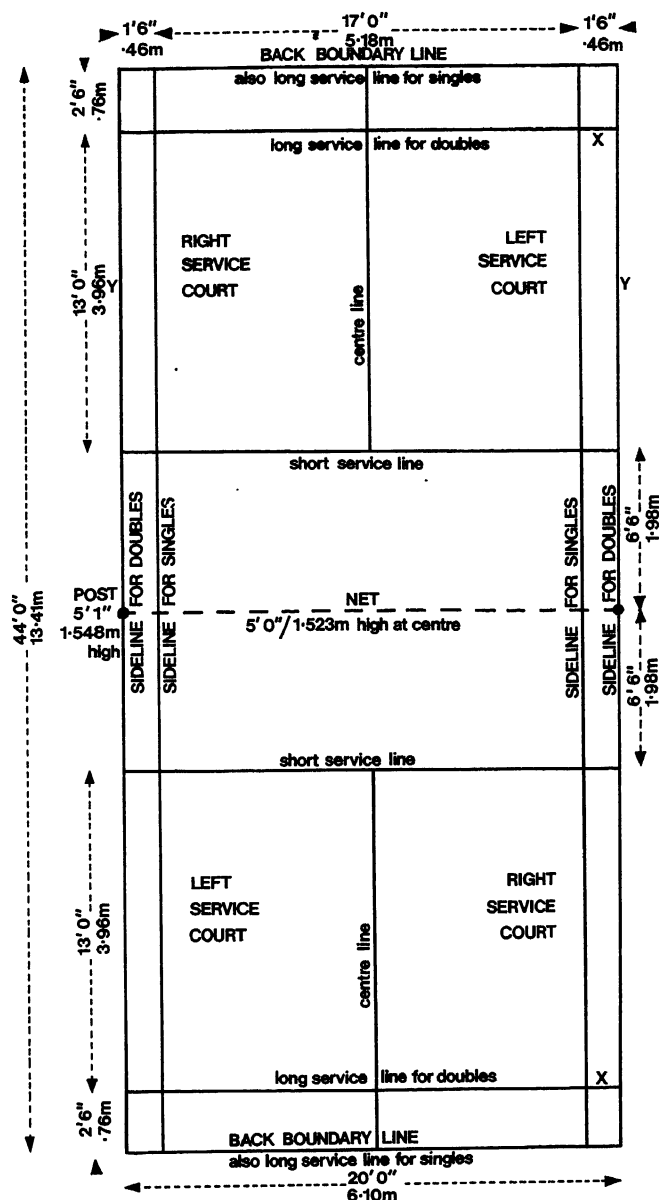 1'6" 17'0" 1'6"
·46m 5·18m ·46m
BACK BOUNDARY LINE
also long service line for singles
2'6"
·76m
long service line for doubles
X
RIGHT
SERVICE
COURT
LEFT
SERVICE
COURT
13'0"
3·96m
Y
Y
centre line
short service line
SIDELINE FOR DOUBLES
SIDELINE FOR SINGLES
SIDELINE FOR SINGLES
SIDELINE FOR DOUBLES
6'6"
1·98m
44'0"
13·41m
POST
5'1"
1·548m
high
NET
5'0"/1·523m high at centre
6'6"
1·98m
short service line
LEFT
SERVICE
COURT
RIGHT
SERVICE
COURT
13'0"
3·96m
centre line
long service line for doubles
X
2'6"
·76m
BACK BOUNDARY LINE
also long service line for singles
20'0"
6·10m